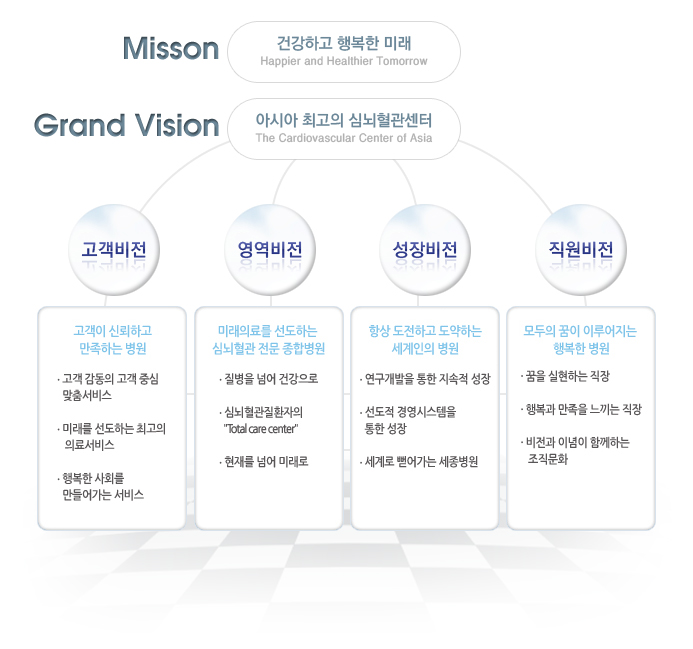 Misson
건강하고 행복한 미래
Happier and Healthier Tomorrow
Grand Vision
아시아 최고의 심뇌혈관센터
The Cardiovascular Center of Asia
고객비전
영역비전
성장비전
직원비전
고객이 신뢰하고
만족하는 병원
· 고객 감동의 고객 중심
맞춤서비스
· 미래를 선도하는 최고의
의료서비스
· 행복한 사회를
만들어가는 서비스
미래의료를 선도하는
심뇌혈관 전문 종합병원
· 질병을 넘어 건강으로
· 심뇌혈관질환자의
"Total care center"
· 현재를 넘어 미래로
항상 도전하고 도약하는
세계인의 병원
· 연구개발을 통한 지속적 성장
· 선도적 경영시스템을
통한 성장
· 세계로 뻗어가는 세종병원
모두의 꿈이 이루어지는
행복한 병원
· 꿈을 실현하는 직장
· 행복과 만족을 느끼는 직장
· 비전과 이념이 함께하는
조직문화